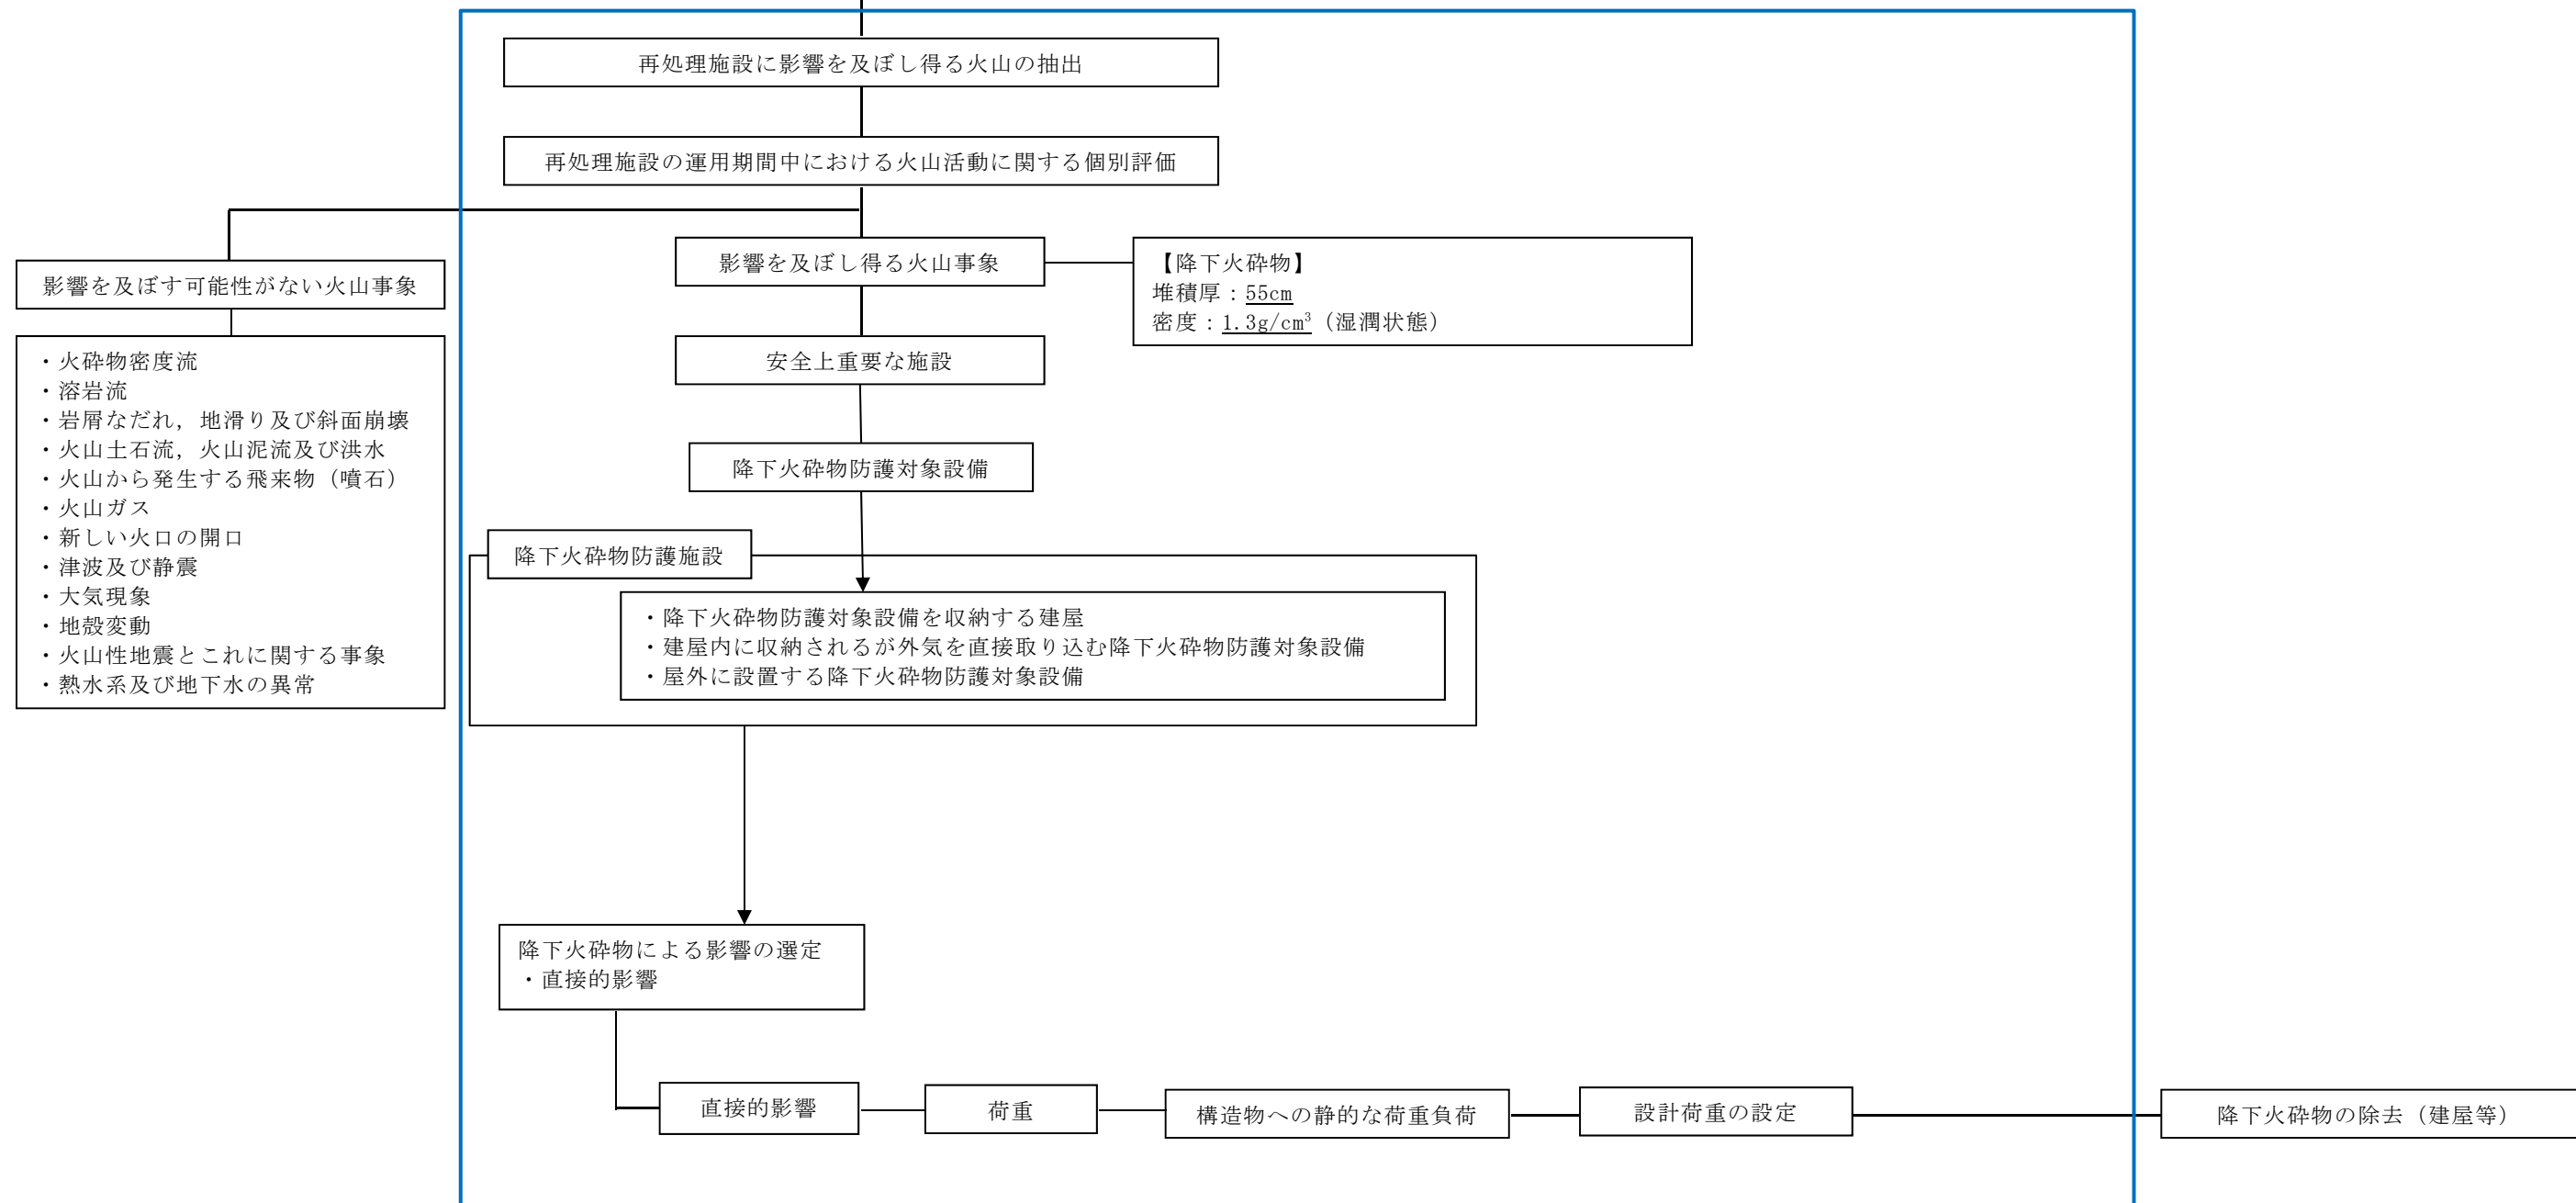 再処理施設に影響を及ぼし得る火山の抽出
再処理施設の運用期間中における火山活動に関する個別評価
影響を及ぼす可能性がない火山事象
・火砕物密度流
・溶岩流
・岩屑なだれ，地滑り及び斜面崩壊
・火山土石流，火山泥流及び洪水
・火山から発生する飛来物（噴石）
・火山ガス
・新しい火口の開口
・津波及び静震
・大気現象
・地殻変動
・火山性地震とこれに関する事象
・熱水系及び地下水の異常
影響を及ぼし得る火山事象
【降下火砕物】
堆積厚：55cm
密度：1.3g/cm³（湿潤状態）
安全上重要な施設
降下火砕物防護対象設備
降下火砕物防護施設
・降下火砕物防護対象設備を収納する建屋
・建屋内に収納されるが外気を直接取り込む降下火砕物防護対象設備
・屋外に設置する降下火砕物防護対象設備
降下火砕物による影響の選定
・直接的影響
直接的影響
荷重
構造物への静的な荷重負荷
設計荷重の設定
降下火砕物の除去（建屋等）